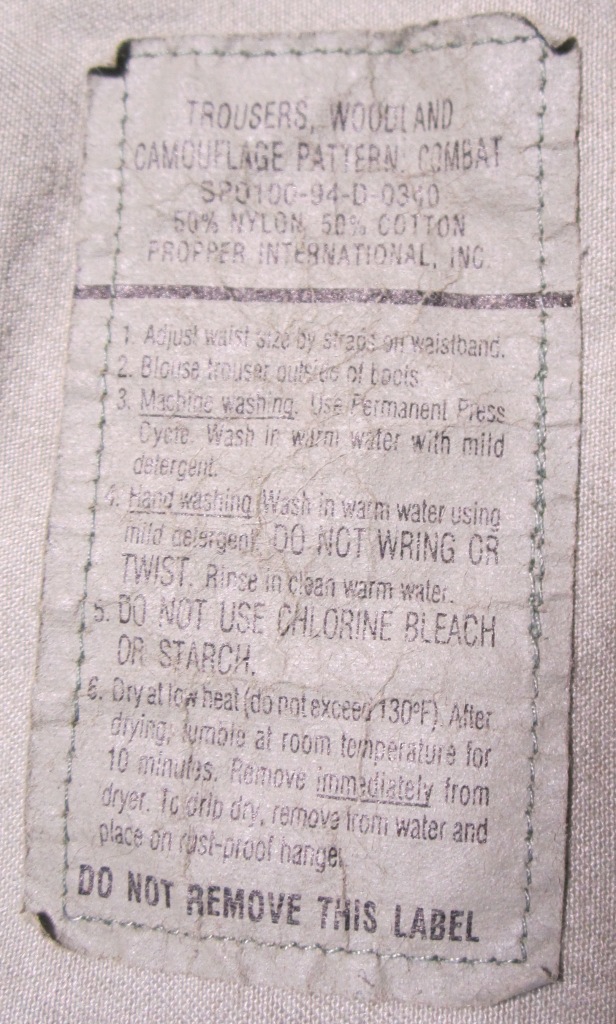 TROUSERS, WOODLAND
CAMOUFLAGE PATTERN: COMBAT
SPO100-94-D-0340
50% NYLON, 50% COTTON
PROPPER INTERNATIONAL, INC.
1. Adjust waist size by straps on waistband.
2. Blouse trouser outside of boots.
3. Machine washing. Use Permanent Press
Cycle. Wash in warm water with mild
detergent.
4. Hand washing Wash in warm water using
mild detergent. DO NOT WRING OR
TWIST. Rinse in clean warm water.
5. DO NOT USE CHLORINE BLEACH
OR STARCH.
6. Dry at low heat (do not exceed 130°F). After
drying, tumble at room temperature for
10 minutes. Remove immediately from
dryer. To drip dry, remove from water and
place on rust-proof hanger.
DO NOT REMOVE THIS LABEL